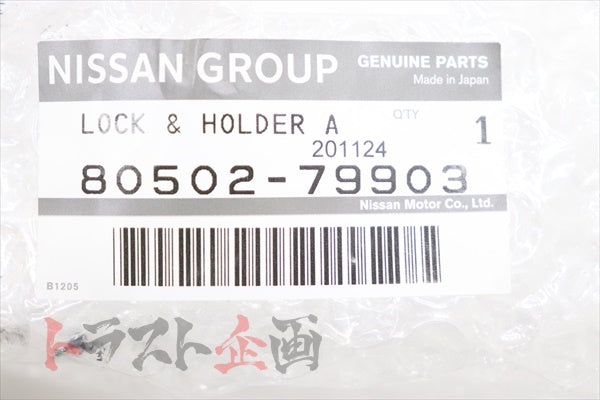 NISSAN GROUP
GENUINE PARTS
Made in Japan
LOCK & HOLDER A
QTY
1
201124
80502-79903
Nissan Motor Co., Ltd.
B1205
トラスト企画